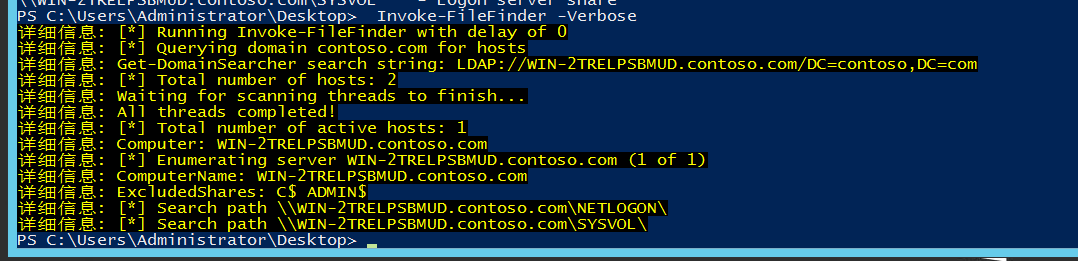 \\WIN-2TRELPSBMUD.contoso.com\SYSVOL    - Logon server share
PS C:\Users\Administrator\Desktop>  Invoke-FileFinder -Verbose
详细信息: [*] Running Invoke-FileFinder with delay of 0
详细信息: [*] Querying domain contoso.com for hosts
详细信息: Get-DomainSearcher search string: LDAP://WIN-2TRELPSBMUD.contoso.com/DC=contoso,DC=com
详细信息: [*] Total number of hosts: 2
详细信息: Waiting for scanning threads to finish...
详细信息: All threads completed!
详细信息: [*] Total number of active hosts: 1
详细信息: Computer: WIN-2TRELPSBMUD.contoso.com
详细信息: [*] Enumerating server WIN-2TRELPSBMUD.contoso.com (1 of 1)
详细信息: ComputerName: WIN-2TRELPSBMUD.contoso.com
详细信息: ExcludedShares: C$ ADMIN$
详细信息: [*] Search path \\WIN-2TRELPSBMUD.contoso.com\NETLOGON\
详细信息: [*] Search path \\WIN-2TRELPSBMUD.contoso.com\SYSVOL\
PS C:\Users\Administrator\Desktop>